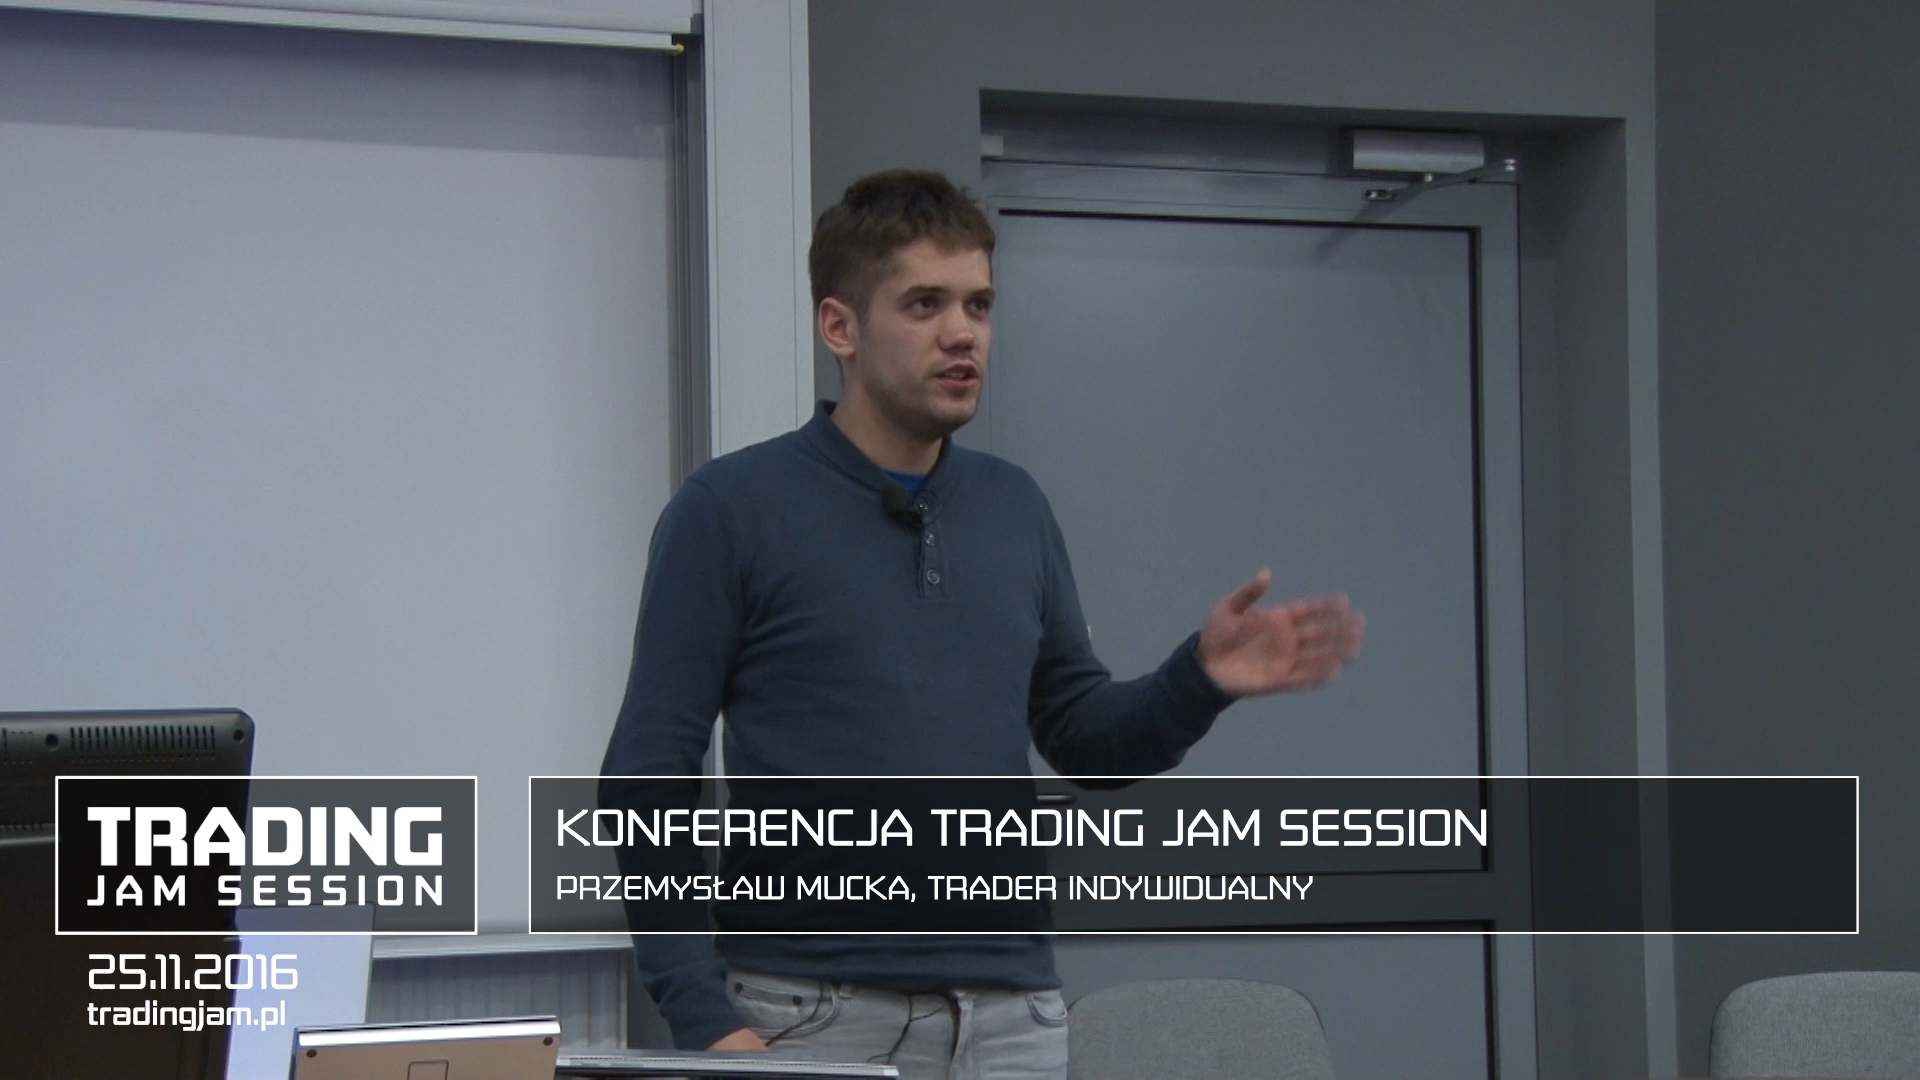 TRADING
JAM SESSION
KONFERENCJA TRADING JAM SESSION
PRZEMYSŁAW MUCKA, TRADER INDYWIDUALNY
25.11.2016
tradingjam.pl